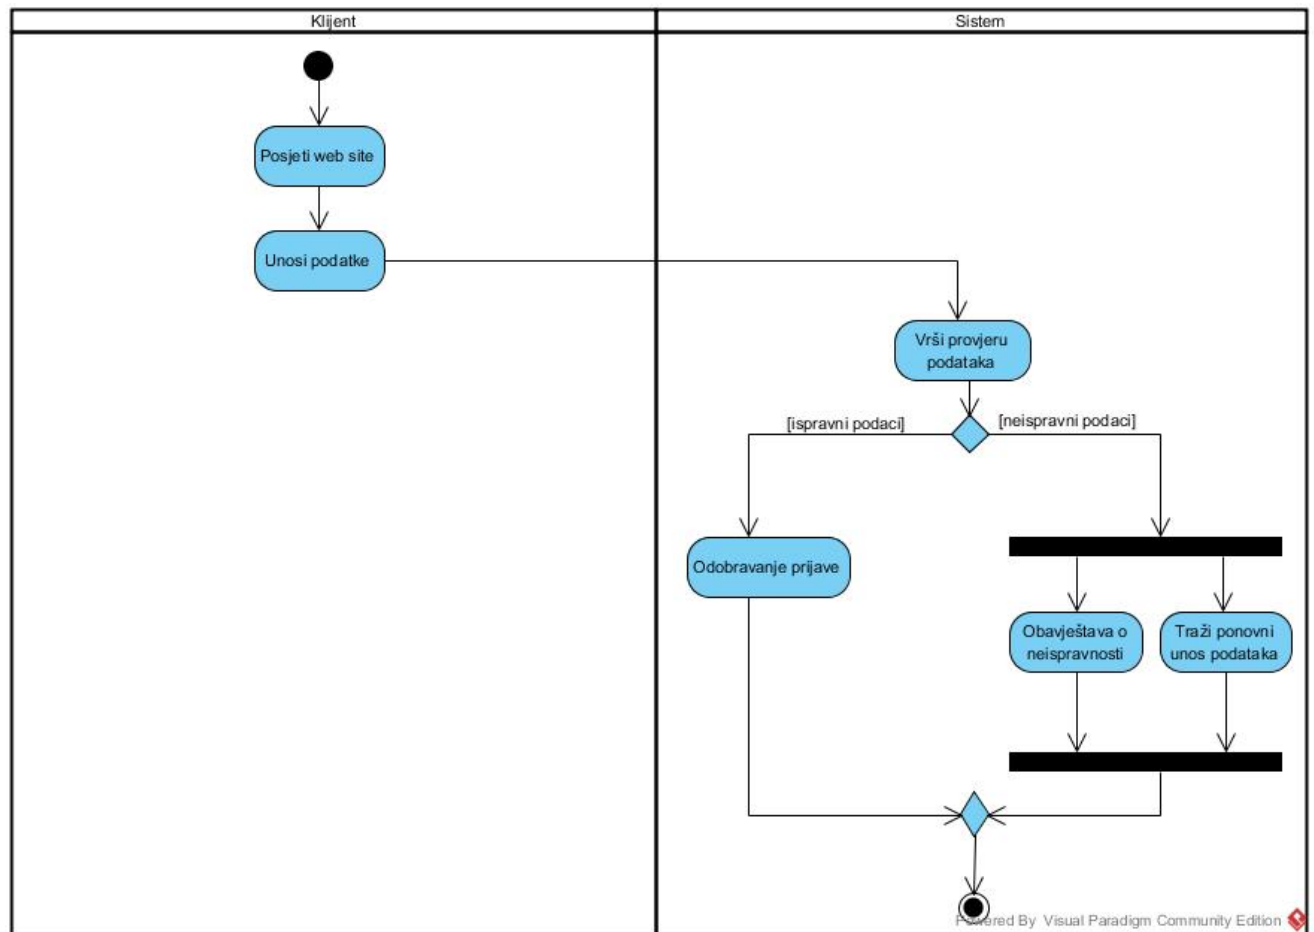 Klijent
Sistem
Posjeti web site
Unosi podatke
Vrši provjeru
podataka
[ispravni podaci]
[neispravni podaci]
Odobravanje prijave
Obavještava o
neispravnosti
Traži ponovni
unos podataka
Powered By Visual Paradigm Community Edition